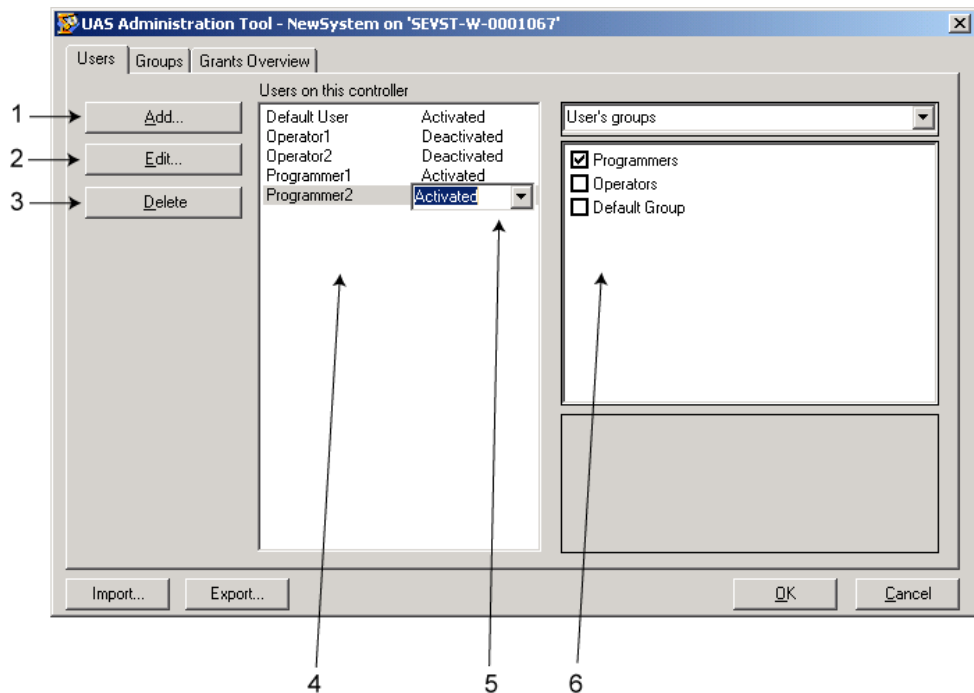 UAS Administration Tool - NewSystem on 'SEVST-W-0001067'
Users Groups Grants Overview
Users on this controller
1 Add...
2 Edit...
3 Delete
Default User Activated
Operator1 Deactivated
Operator2 Deactivated
Programmer1 Activated
Programmer2 Activated
User's groups
Programmers
Operators
Default Group
Import... Export... OK Cancel
4 5 6